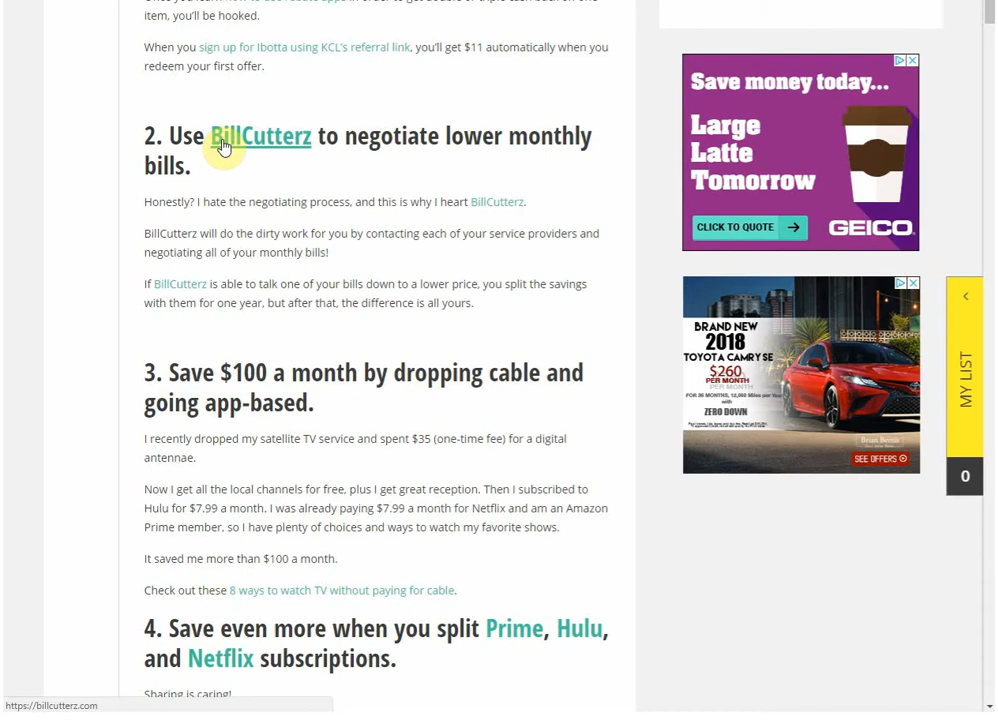 item, you'll be hooked.
When you sign up for Ibotta using KCL's referral link, you'll get $11 automatically when you
redeem your first offer.
2. Use BillCutterz to negotiate lower monthly
bills.
Honestly? I hate the negotiating process, and this is why I heart BillCutterz.
BillCutterz will do the dirty work for you by contacting each of your service providers and
negotiating all of your monthly bills!
If BillCutterz is able to talk one of your bills down to a lower price, you split the savings
with them for one year, but after that, the difference is all yours.
3. Save $100 a month by dropping cable and
going app-based.
I recently dropped my satellite TV service and spent $35 (one-time fee) for a digital
antennae.
Now I get all the local channels for free, plus I get great reception. Then I subscribed to
Hulu for $7.99 a month. I was already paying $7.99 a month for Netflix and am an Amazon
Prime member, so I have plenty of choices and ways to watch my favorite shows.
It saved me more than $100 a month.
Check out these 8 ways to watch TV without paying for cable.
4. Save even more when you split Prime, Hulu,
and Netflix subscriptions.
Sharing is caring!
https://billcutterz.com
Save money today...
Large
Latte
Tomorrow
CLICK TO QUOTE
GEICO
BRAND NEW
2018
TOYOTA CAMRY SE
$260
PER MONTH
PER MONTH
with
ZERO DOWN
SEE OFFERS
MY LIST
0